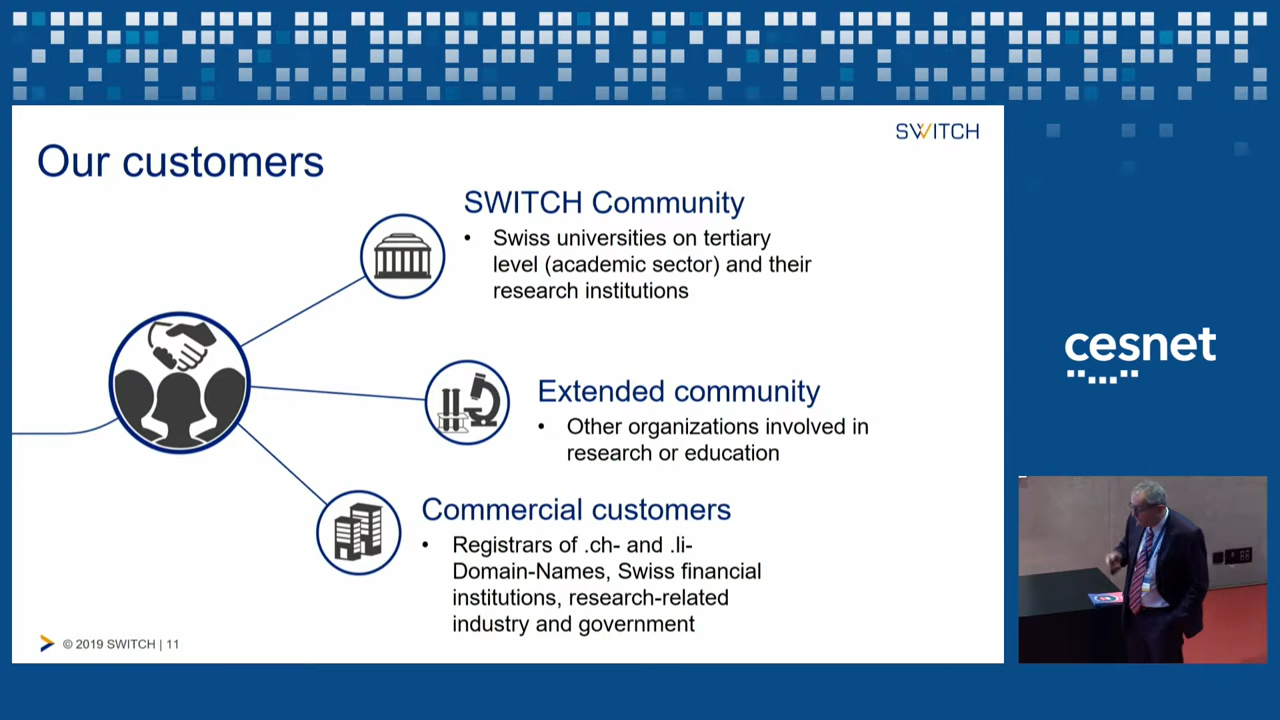 SWITCH
Our customers
SWITCH Community
• Swiss universities on tertiary
level (academic sector) and their
research institutions
Extended community
• Other organizations involved in
research or education
Commercial customers
• Registrars of .ch- and .li-
Domain-Names, Swiss financial
institutions, research-related
industry and government
© 2019 SWITCH | 11
cesnet